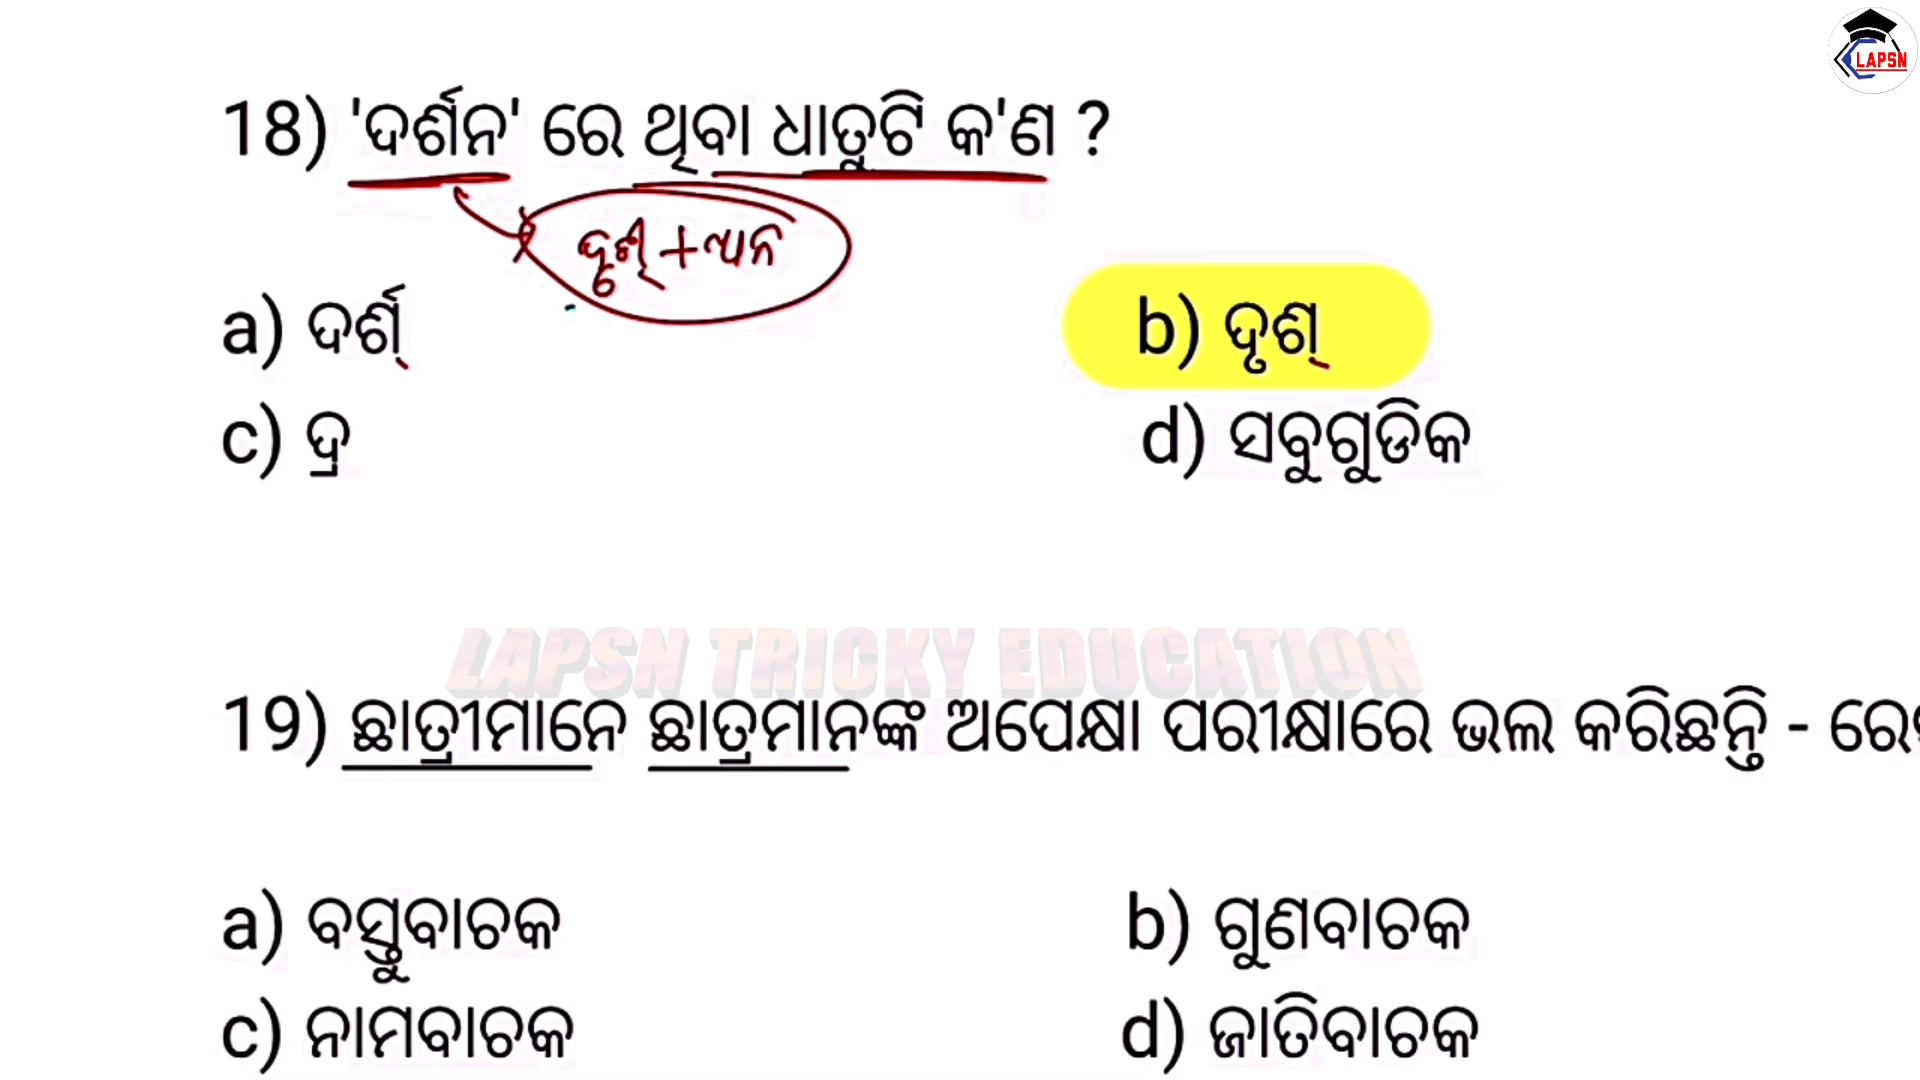 LAPSN
18) 'ଦର୍ଶନ' ରେ ଥିବା ଧାତୁଟି କ'ଣ ?
ଦୃଶ୍ + ଅନ
a) ଦର୍ଶ୍ b) ଦୃଶ୍
c) ଦ୍ର d) ସବୁଗୁଡିକ
LAPSN TRICKY EDUCATION
19) ଛାତ୍ରୀମାନେ ଛାତ୍ରମାନଙ୍କ ଅପେକ୍ଷା ପରୀକ୍ଷାରେ ଭଲ କରିଛନ୍ତି -
a) ବସ୍ତୁବାଚକ b) ଗୁଣବାଚକ
c) ନାମବାଚକ d) ଜାତିବାଚକ